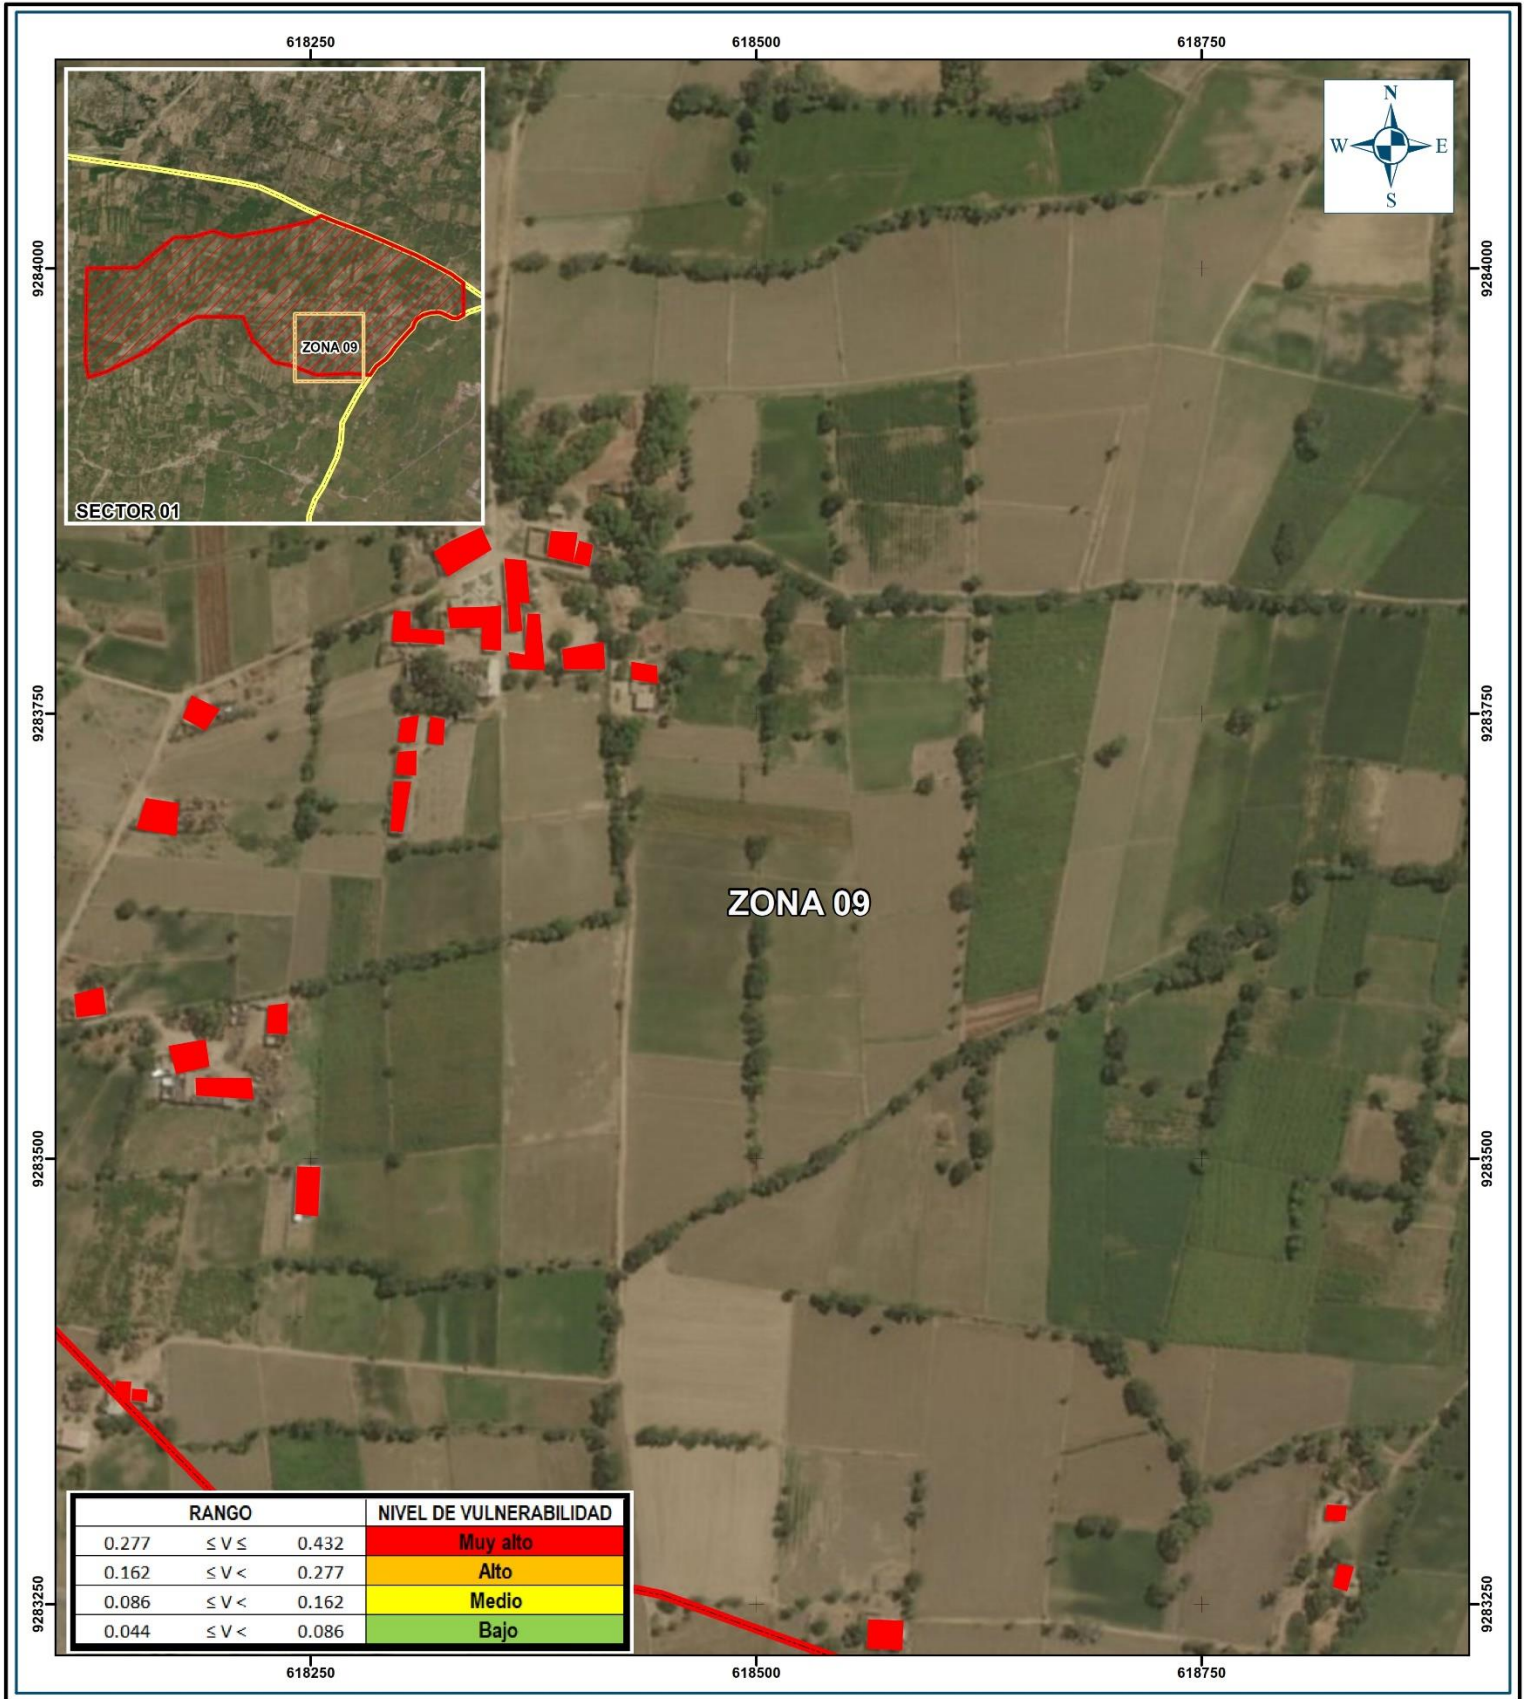 618250 618500 618750
N
W E
S
9284000 9284000
ZONA 09
SECTOR 01
9283750 9283750
ZONA 09
9283500 9283500
RANGO NIVEL DE VULNERABILIDAD
0.277 ≤ V ≤ 0.432 Muy alto
0.162 ≤ V < 0.277 Alto
0.086 ≤ V < 0.162 Medio
0.044 ≤ V < 0.086 Bajo
9283250 9283250
618250 618500 618750